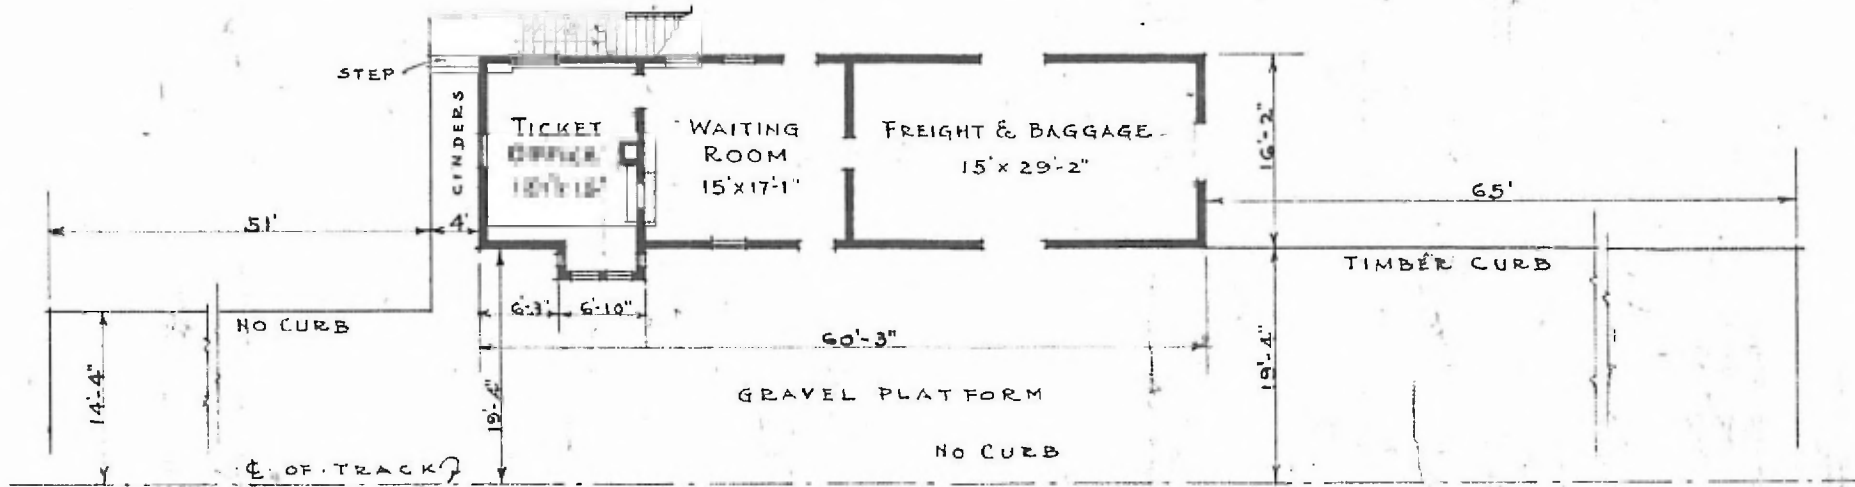 STEP
CINDERS
TICKET
WAITING
ROOM
15'X17'-1"
FREIGHT & BAGGAGE
15'X 29'-2"
16'-2"
65'
51'
4'
TIMBER CURB
NO CURB
6'-3"
6'-10"
60'-3"
14'-4"
19'-4"
19'-4"
GRAVEL PLATFORM
NO CURB
℄ OF TRACK